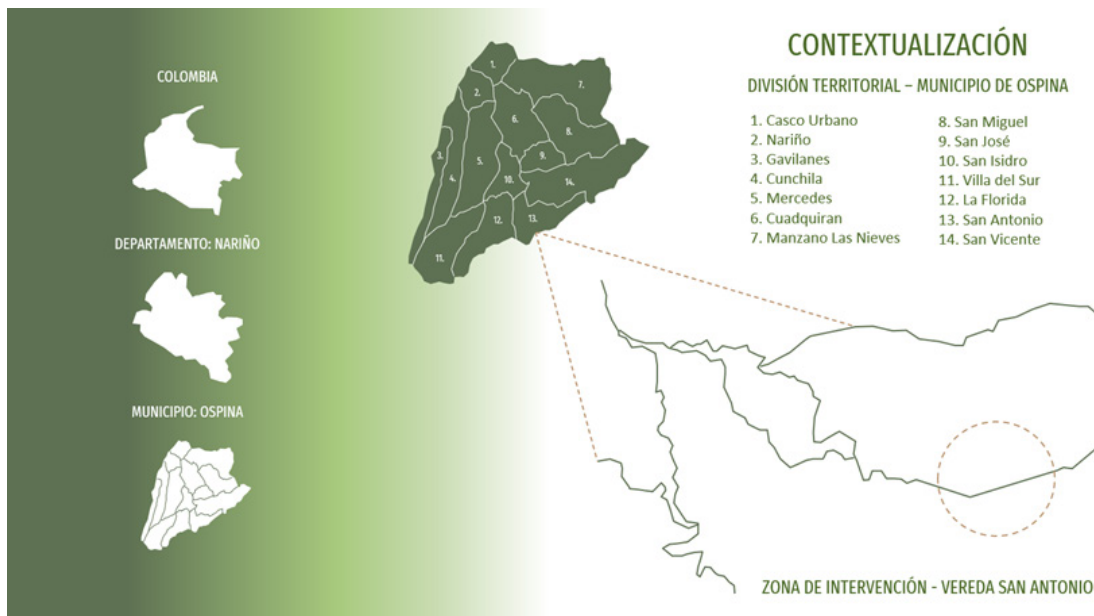 COLOMBIA
DEPARTAMENTO: NARIÑO
MUNICIPIO: OSPINA
1.
2.
3.
4.
5.
6.
7.
8.
9.
10.
11.
12.
13.
14.
CONTEXTUALIZACIÓN
DIVISIÓN TERRITORIAL – MUNICIPIO DE OSPINA
1. Casco Urbano
2. Nariño
3. Gavilanes
4. Cunchila
5. Mercedes
6. Cuadquiran
7. Manzano Las Nieves
8. San Miguel
9. San José
10. San Isidro
11. Villa del Sur
12. La Florida
13. San Antonio
14. San Vicente
ZONA DE INTERVENCIÓN - VEREDA SAN ANTONIO